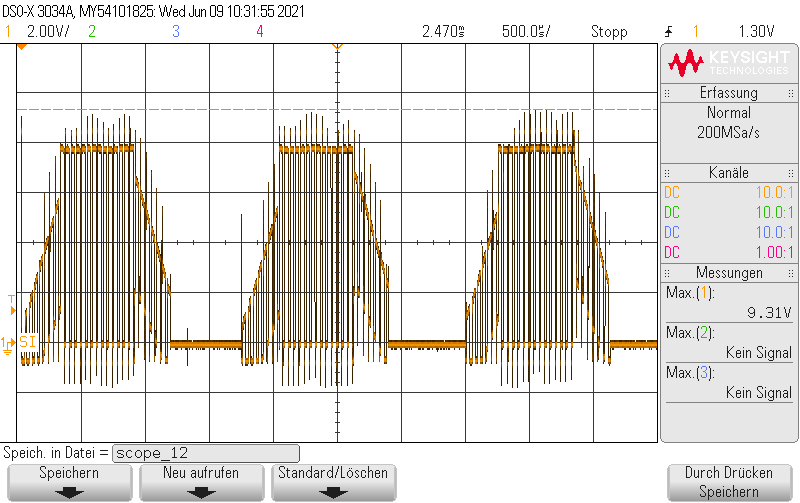 DSO-X 3034A, MY54101825: Wed Jun 09 10:31:55 2021
1 2.00V/ 2 3 4 2.470s 500.0s/ Stopp 1 1.30V
KEYSIGHT
TECHNOLOGIES
Erfassung
Normal
200MSa/s
Kanäle
DC 10.0:1
DC 10.0:1
DC 10.0:1
DC 1.00:1
Messungen
Max.(1):
9.31V
Max.(2):
Kein Signal
Max.(3):
Kein Signal
T
1 SI
Speich. in Datei = scope_12
Speichern Neu aufrufen Standard/Löschen Durch Drücken
Speichern